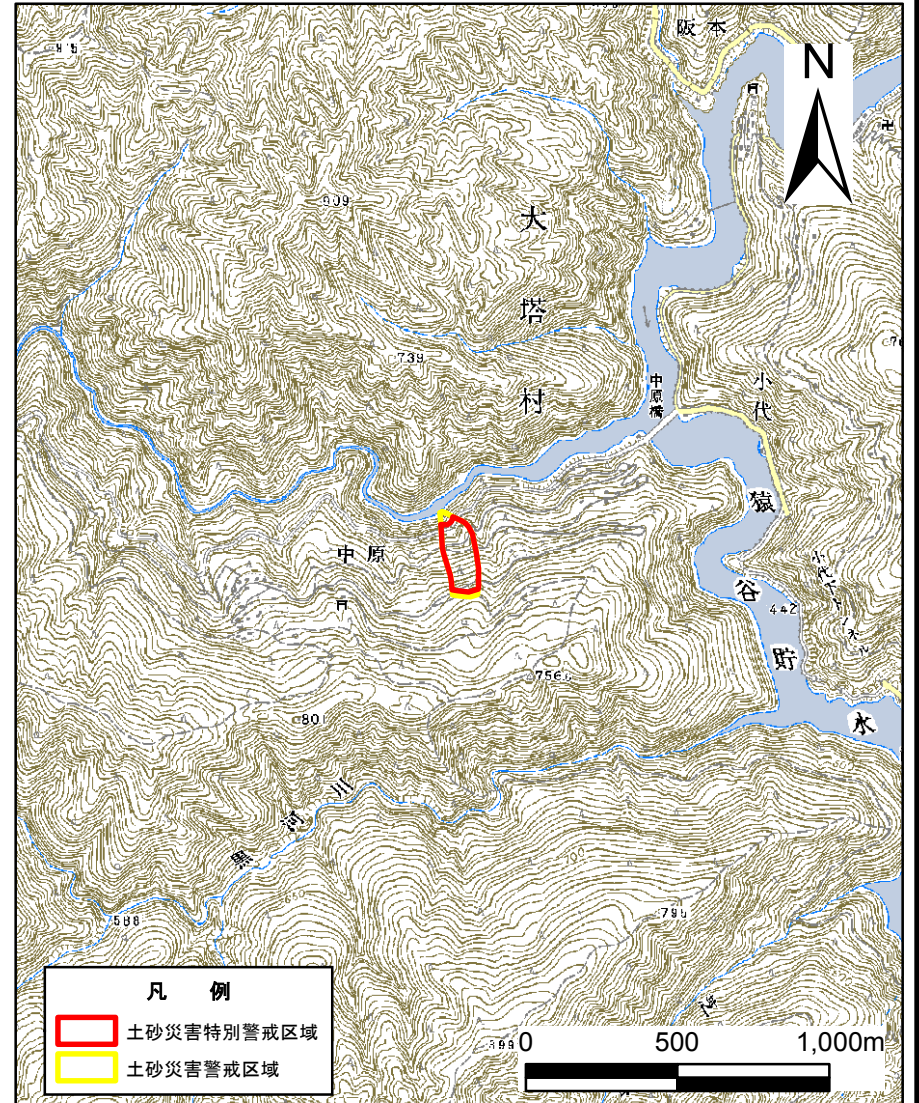 阪本
N
909
大塔村
739
中原橋
小代
猿谷貯水
中原
442
756
801
黒河川
588
795
凡 例
土砂災害特別警戒区域
土砂災害警戒区域
0 500 1,000m